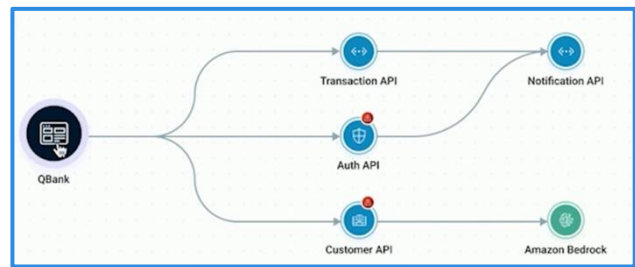 Transaction API
Notification API
QBank
Auth API
Customer API
Amazon Bedrock